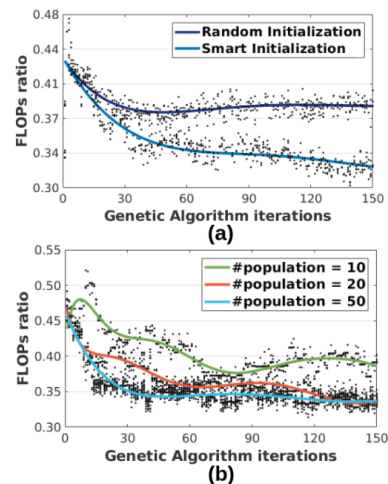 0.48
0.44
0.41
0.37
0.34
0.30
FLOPs ratio
Random Initialization
Smart Initialization
0 30 60 90 120 150
Genetic Algorithm iterations
(a)
0.55
0.50
0.45
0.40
0.35
0.30
FLOPs ratio
#population = 10
#population = 20
#population = 50
0 30 60 90 120 150
Genetic Algorithm iterations
(b)